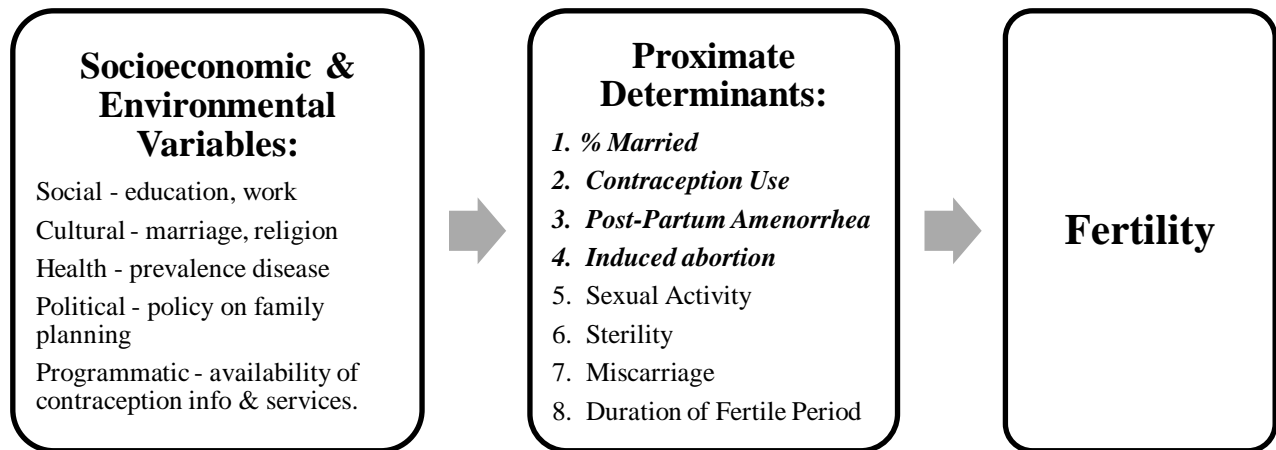 Socioeconomic &
Environmental
Variables:
Social - education, work
Cultural - marriage, religion
Health - prevalence disease
Political - policy on family
planning
Programmatic - availability of
contraception info & services.
Proximate
Determinants:
1. % Married
2. Contraception Use
3. Post-Partum Amenorrhea
4. Induced abortion
5. Sexual Activity
6. Sterility
7. Miscarriage
8. Duration of Fertile Period
Fertility